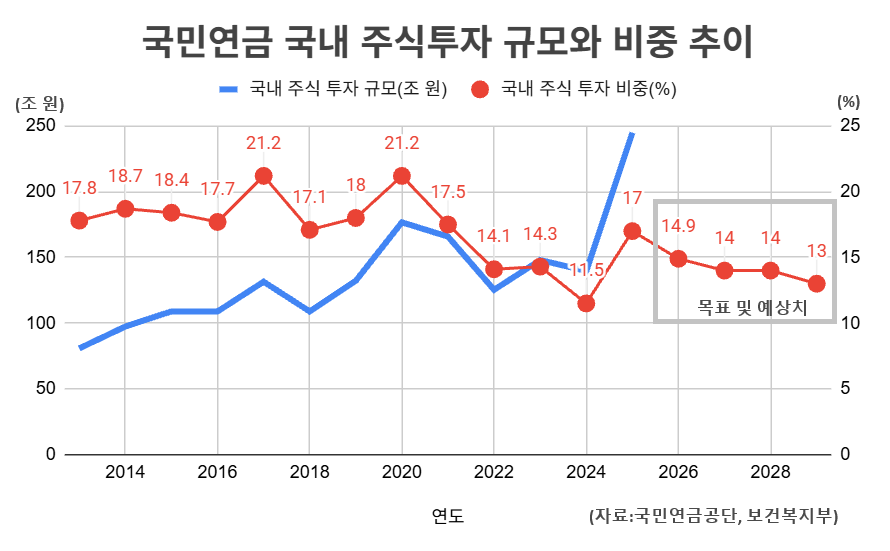 국민연금 국내 주식투자 규모와 비중 추이
국내 주식 투자 규모(조 원) 국내 주식 투자 비중(%)
(조 원) (%)
250 25
200 20
150 15
100 10
50 5
0 0
17.8 18.7 18.4 17.7 21.2 17.1 18 21.2 17.5 14.1 14.3 11.5 17 14.9 14 14 13
목표 및 예상치
2014 2016 2018 2020 2022 2024 2026 2028
연도
(자료:국민연금공단, 보건복지부)